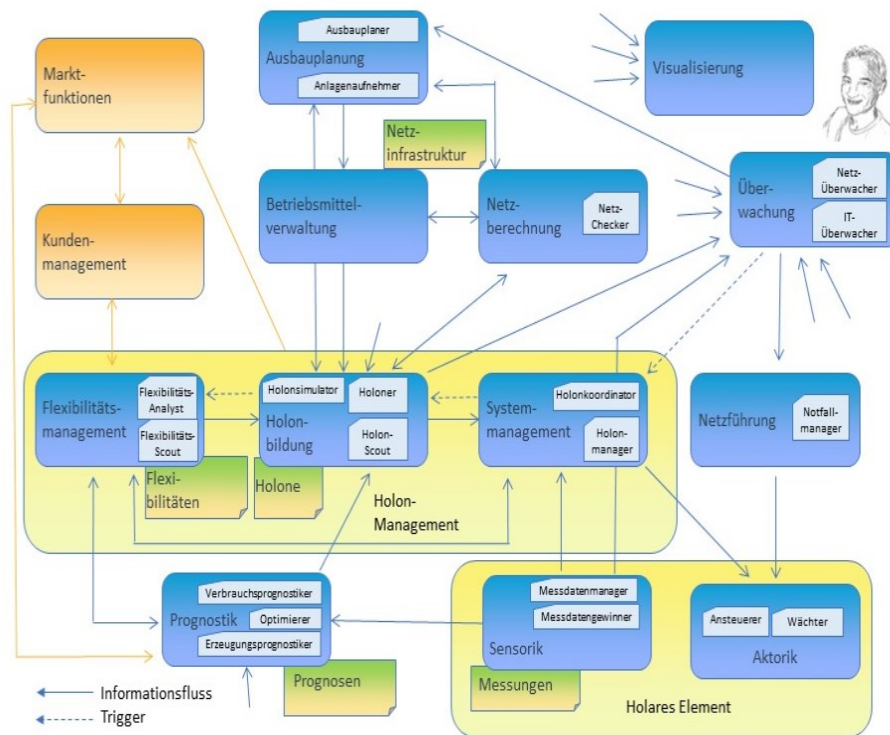 Ausbauplaner
Ausbauplanung
Anlagenaufnehmer
Markt-
funktionen
Visualisierung
Netz-
infrastruktur
Netz-
Überwacher
Über-
wachung
IT-
Überwacher
Betriebsmittel-
verwaltung
Netz-
berechnung
Netz-
Checker
Kunden-
management
Flexibilitäts-
management
Flexibilitäts-
Analyst
Flexibilitäts-
Scout
Holonsimulator
Holoner
Holon-
bildung
Holon-
Scout
System-
management
Holonkoordinator
Holon-
manager
Netzführung
Notfall-
manager
Flexi-
bilitäten
Holone
Holon-
Management
Verbrauchsprognostiker
Prognostik
Optimierer
Erzeugungsprognostiker
Prognosen
Messdatenmanager
Messdatengewinner
Sensorik
Messungen
Ansteuerer
Wächter
Aktorik
Holares Element
Informationsfluss
Trigger